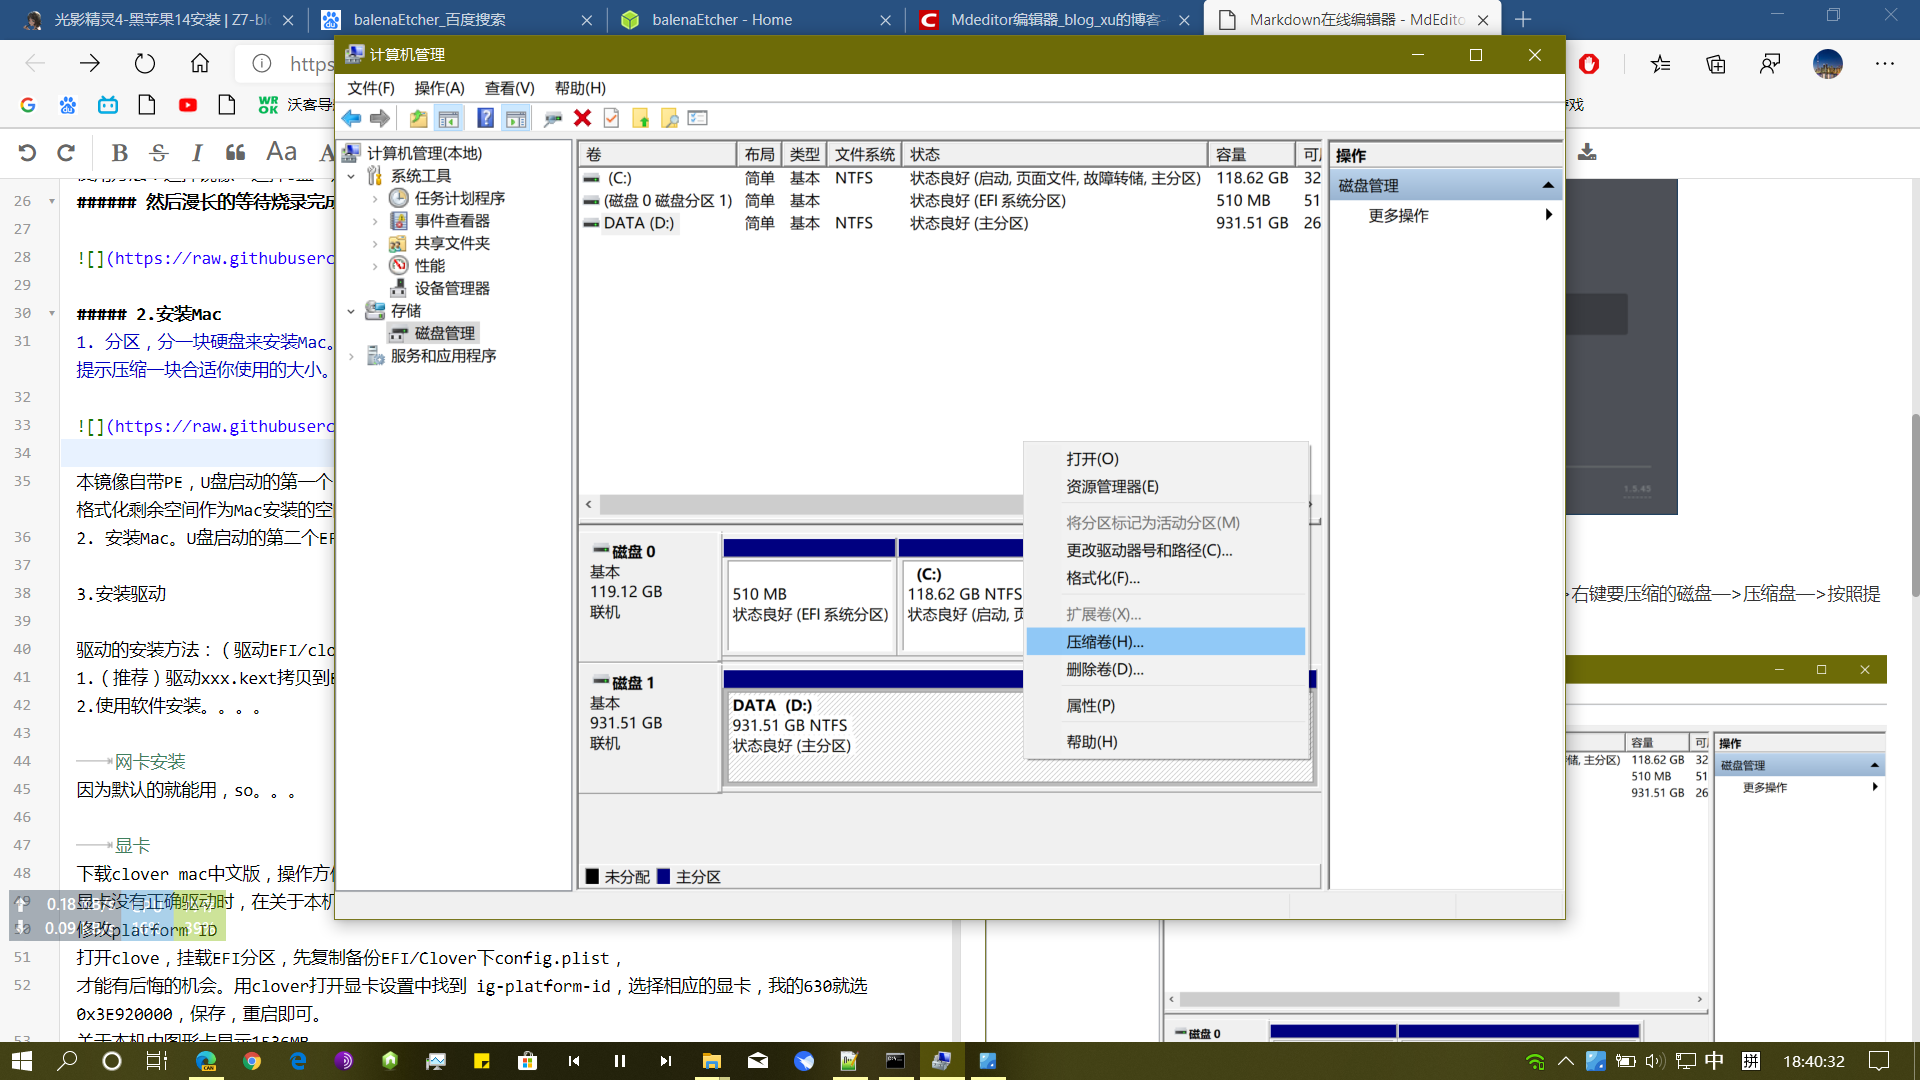 光影精灵4-黑苹果14安装 | Z7-bl
balenaEtcher_百度搜索
balenaEtcher - Home
Mdeditor编辑器_blog_xu的博客-
Markdown在线编辑器 - MdEdito
https
沃客导
戏
计算机管理
文件(F) 操作(A) 查看(V) 帮助(H)
计算机管理(本地)
系统工具
任务计划程序
事件查看器
共享文件夹
性能
设备管理器
存储
磁盘管理
服务和应用程序
卷 布局 类型 文件系统 状态 容量 可
(C:) 简单 基本 NTFS 状态良好 (启动, 页面文件, 故障转储, 主分区) 118.62 GB 32
(磁盘 0 磁盘分区 1) 简单 基本 状态良好 (EFI 系统分区) 510 MB 51
DATA (D:) 简单 基本 NTFS 状态良好 (主分区) 931.51 GB 26
操作
磁盘管理
更多操作
打开(O)
资源管理器(E)
将分区标记为活动分区(M)
更改驱动器号和路径(C)...
格式化(F)...
扩展卷(X)...
压缩卷(H)...
删除卷(D)...
属性(P)
帮助(H)
磁盘 0
基本
119.12 GB
联机
510 MB
状态良好 (EFI 系统分区)
(C:)
118.62 GB NTFS
状态良好 (启动, 页
磁盘 1
基本
931.51 GB
联机
DATA (D:)
931.51 GB NTFS
状态良好 (主分区)
未分配 主分区
26 ###### 然后漫长的等待烧录完成
27
28 ![](https://raw.githubuserc
29
30 ##### 2.安装Mac
31 1. 分区，分一块硬盘来安装Mac。
提示压缩一块合适你使用的大小。
32
33 ![](https://raw.githubuserc
34
35 本镜像自带PE，U盘启动的第一个
格式化剩余空间作为Mac安装的空
36 2. 安装Mac。U盘启动的第二个EF
37
38 3.安装驱动
39
40 驱动的安装方法：（驱动EFI/clo
41 1.（推荐）驱动xxx.kext拷贝到E
42 2.使用软件安装。。。。
43
44 网卡安装
45 因为默认的就能用，so。。。
46
47 显卡
48 下载clover mac中文版，操作方便
49 显卡没有正确驱动时，在关于本机
50 修改platform ID
51 打开clove，挂载EFI分区，先复制备份EFI/Clover下config.plist，
52 才能有后悔的机会。用clover打开显卡设置中找到 ig-platform-id，选择相应的显卡，我的630就选
0x3E920000，保存，重启即可。
53 关于本机中图形卡显示1536MB
0.18
0.09
1.5.45
>右键要压缩的磁盘—>压缩盘—>按照提
容量 可
储, 主分区) 118.62 GB 32
510 MB 51
931.51 GB 26
操作
磁盘管理
更多操作
磁盘 0
中
拼
18:40:32